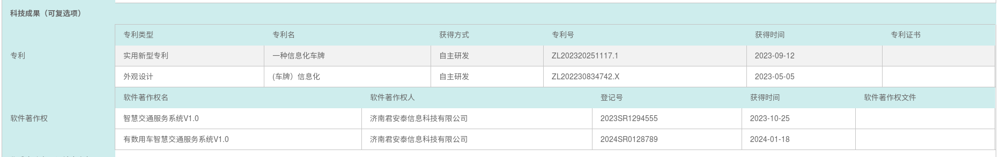 科技成果（可复选项）
专利类型 专利名 获得方式 专利号 获得时间 专利证书
专利 实用新型专利 一种信息化车牌 自主研发 ZL202320251117.1 2023-09-12
外观设计 (车牌）信息化 自主研发 ZL202230834742.X 2023-05-05
软件著作权名 软件著作权人 登记号 获得时间 软件著作权文件
软件著作权 智慧交通服务系统V1.0 济南君安泰信息科技有限公司 2023SR1294555 2023-10-25
有数用车智慧交通服务系统V1.0 济南君安泰信息科技有限公司 2024SR0128789 2024-01-18